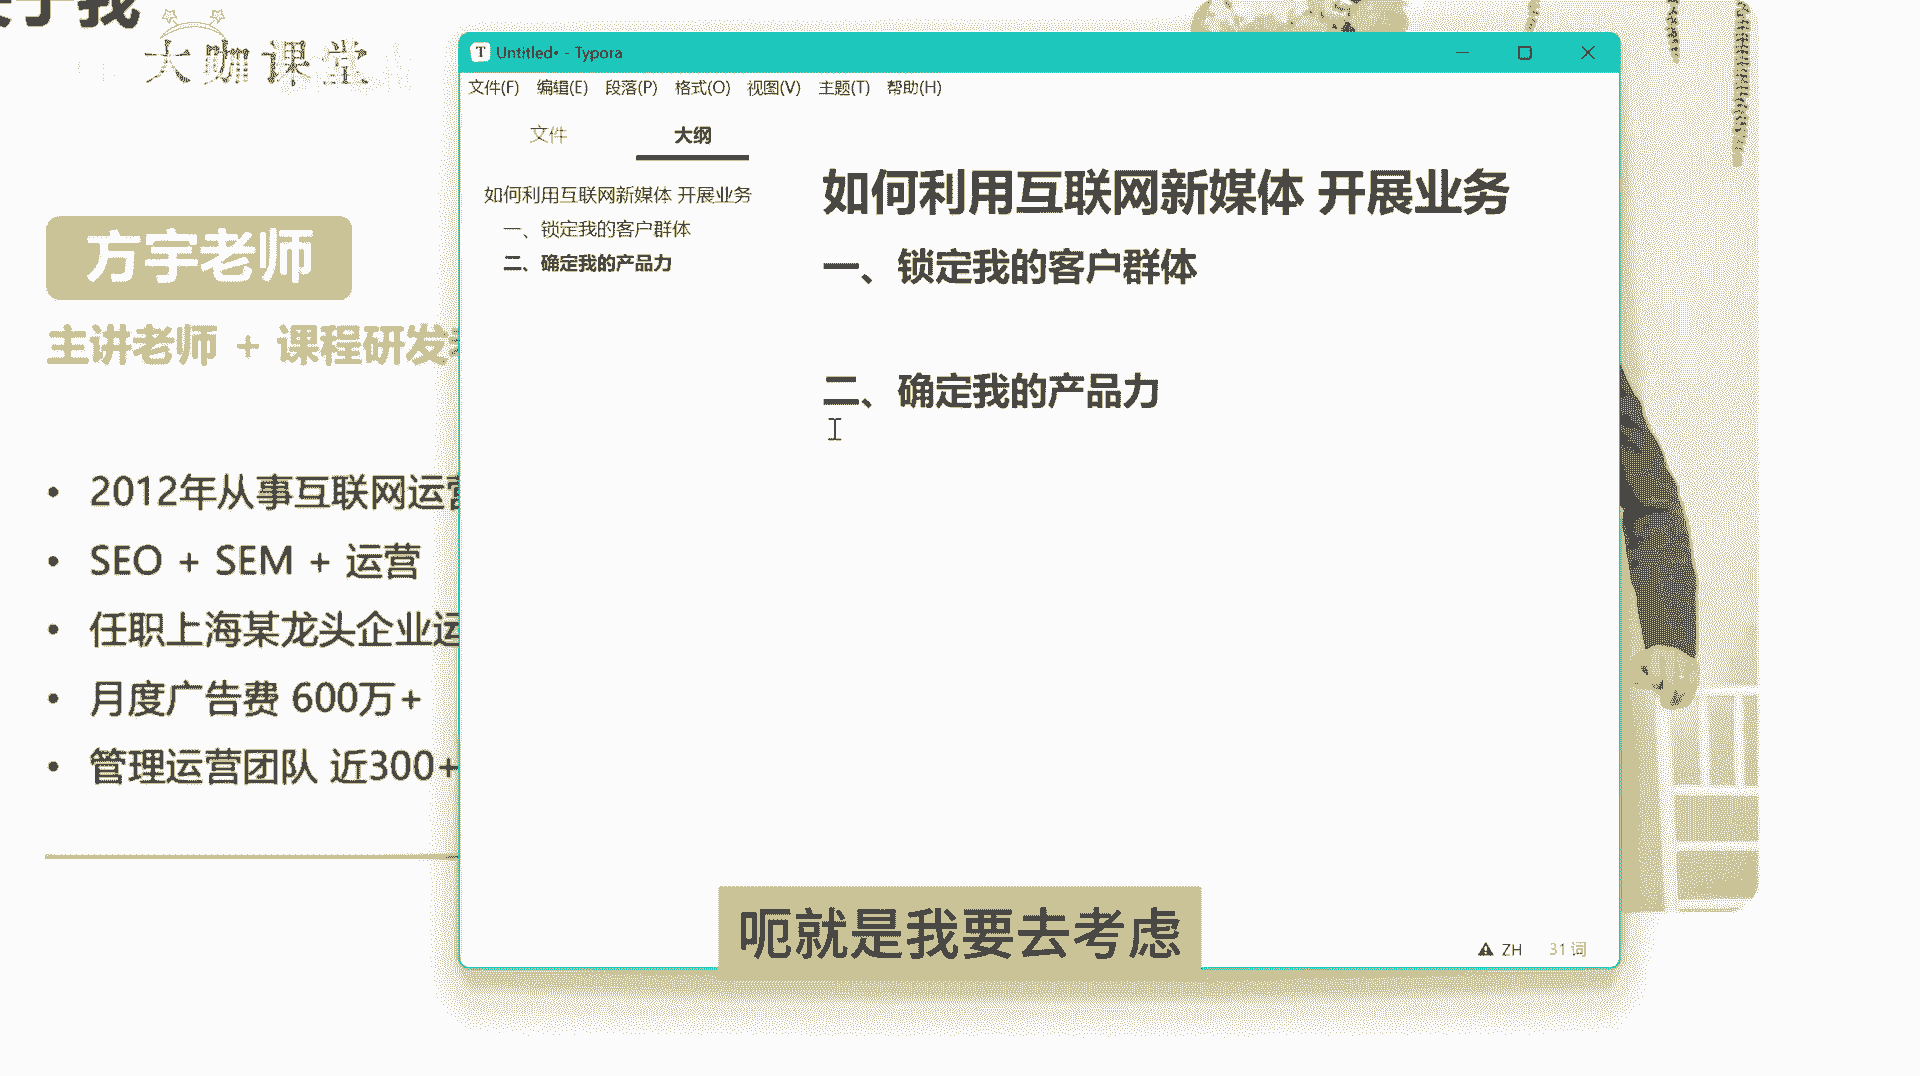 于我
大咖课堂
方宇老师
主讲老师 + 课程研发
• 2012年从事互联网运营
• SEO + SEM + 运营
• 任职上海某龙头企业运
• 月度广告费 600万+
• 管理运营团队 近300+
T Untitled• - Typora
文件(F) 编辑(E) 段落(P) 格式(O) 视图(V) 主题(T) 帮助(H)
文件 大纲
如何利用互联网新媒体 开展业务
一、锁定我的客户群体
二、确定我的产品力
如何利用互联网新媒体 开展业务
一、锁定我的客户群体
二、确定我的产品力
呃就是我要去考虑
ZH 31 词